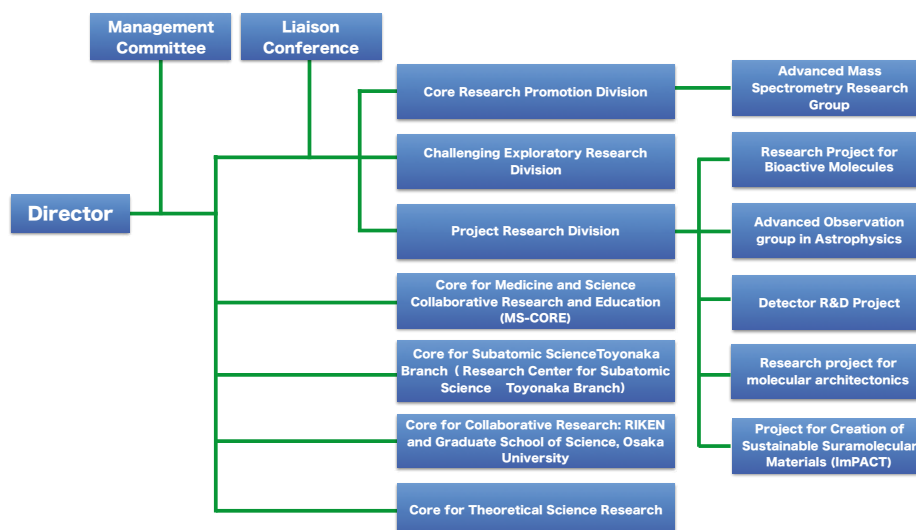 Management
Committee
Liaison
Conference
Director
Core Research Promotion Division
Challenging Exploratory Research
Division
Project Research Division
Core for Medicine and Science
Collaborative Research and Education
(MS-CORE)
Core for Subatomic ScienceToyonaka
Branch ( Research Center for Subatomic
Science　Toyonaka Branch)
Core for Collaborative Research: RIKEN
and Graduate School of Science, Osaka
University
Core for Theoretical Science Research
Advanced Mass
Spectrometry Research
Group
Research Project for
Bioactive Molecules
Advanced Observation
group in Astrophysics
Detector R&D Project
Research project for
molecular architectonics
Project for Creation of
Sustainable Suramolecular
Materials (ImPACT)